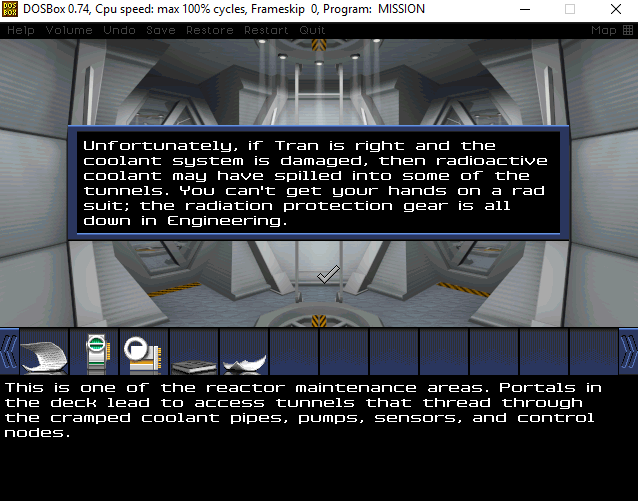 DOS
BOX
DOSBox 0.74, Cpu speed: max 100% cycles, Frameskip 0, Program: MISSION
Help Volume Undo Save Restore Restart Quit Map
Unfortunately, if Tran is right and the
coolant system is damaged, then radioactive
coolant may have spilled into some of the
tunnels. You can't get your hands on a rad
suit; the radiation protection gear is all
down in Engineering.
This is one of the reactor maintenance areas. Portals in
the deck lead to access tunnels that thread through
the cramped coolant pipes, pumps, sensors, and control
nodes.